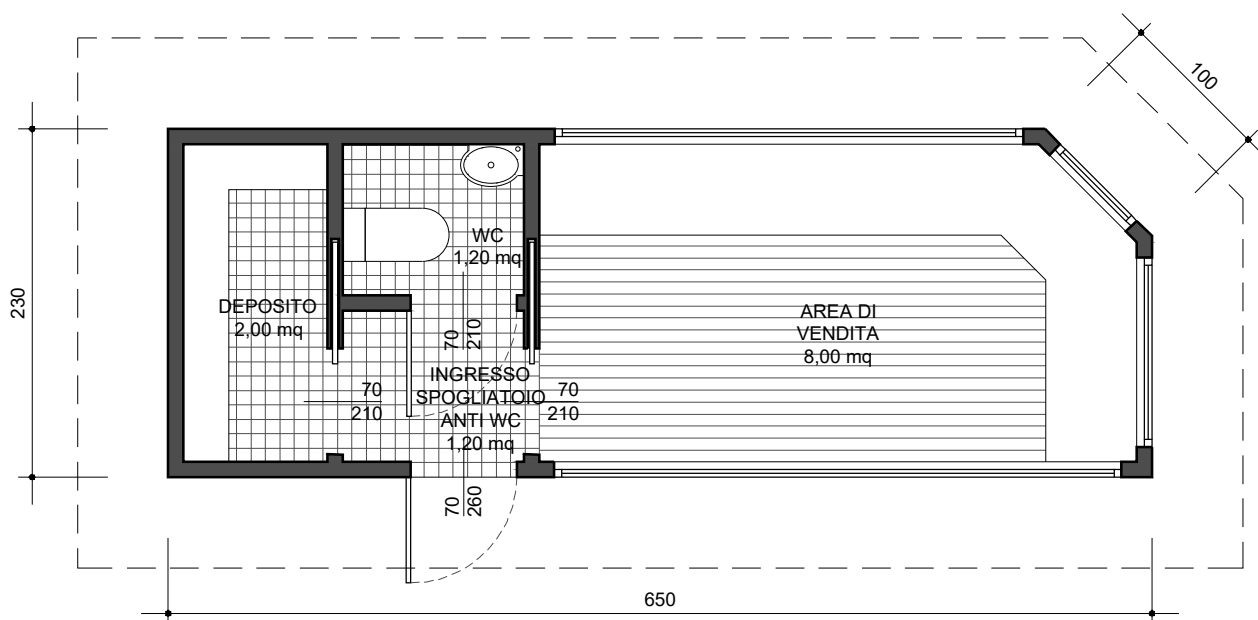 100
230
WC
1,20 mq
DEPOSITO
2,00 mq
AREA DI
VENDITA
8,00 mq
70
210
INGRESSO
SPOGLIATOIO
ANTI WC
1,20 mq
70
210
70
210
70
260
650